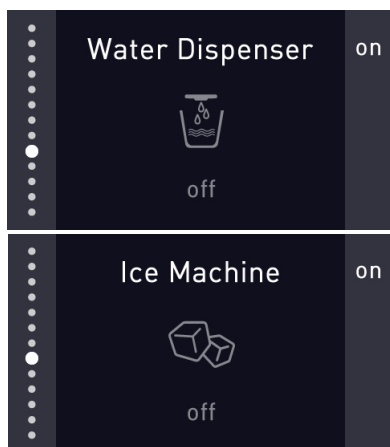 Water Dispenser
on
off
Ice Machine
on
off